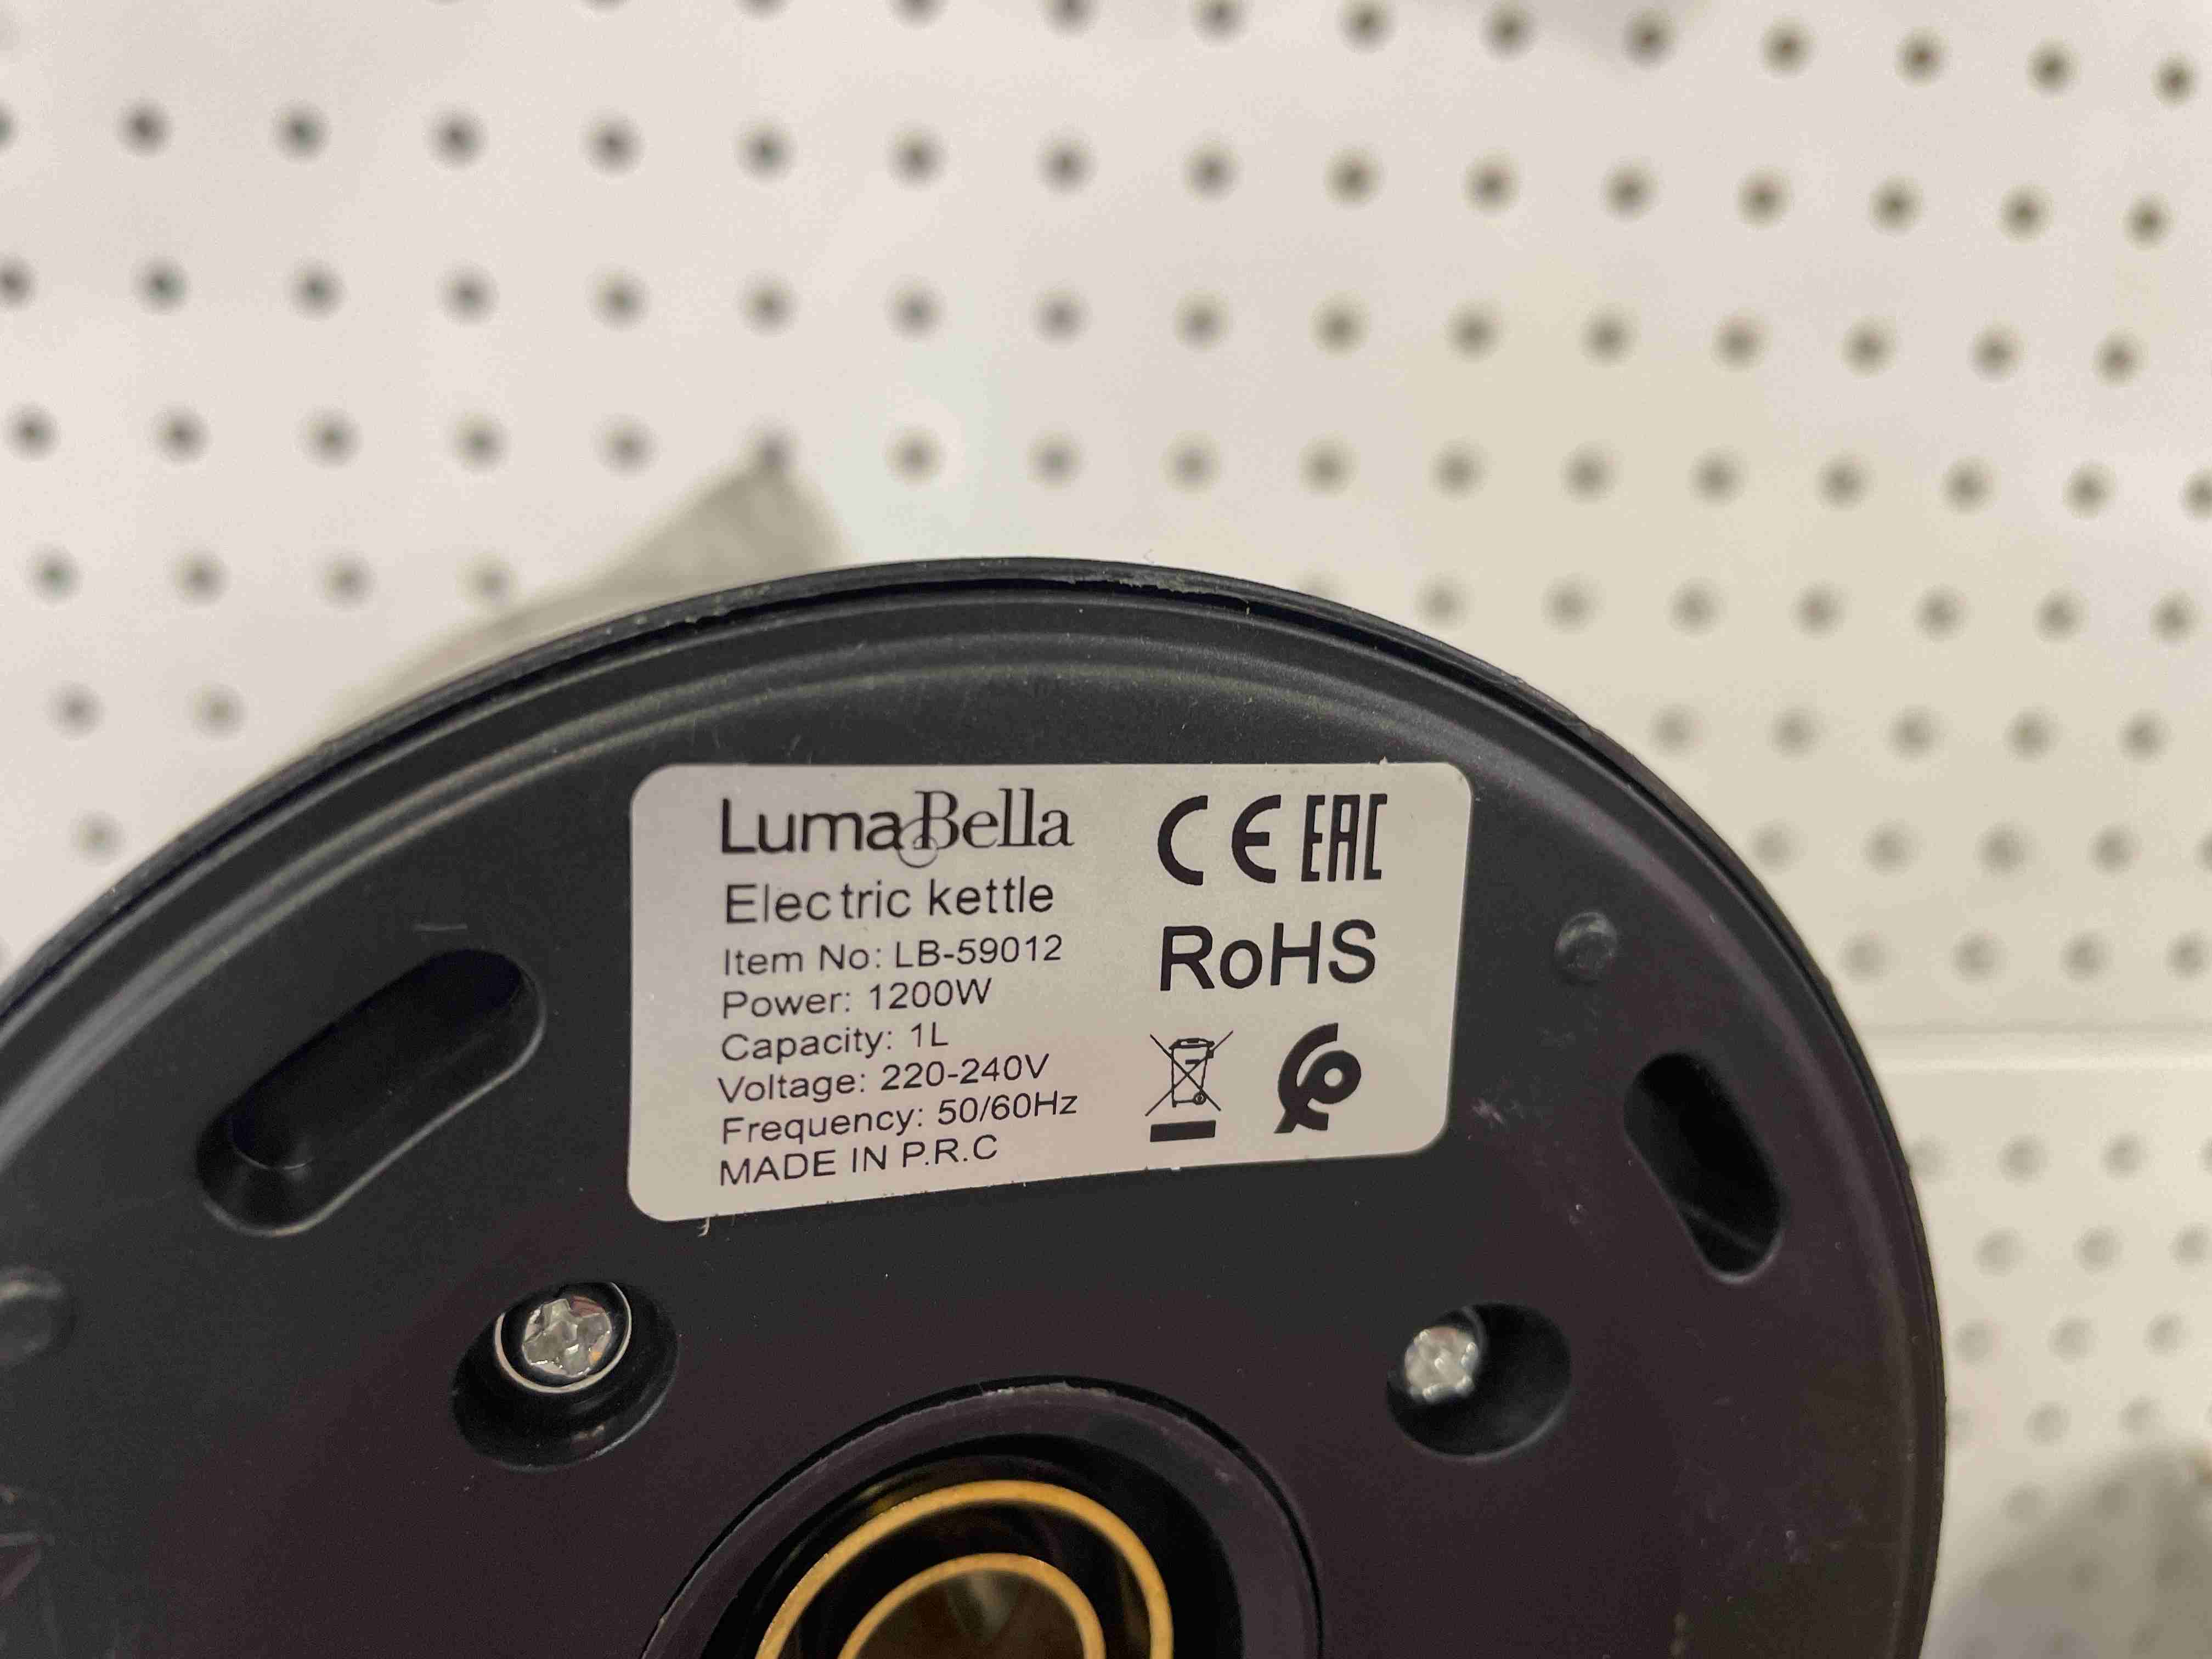 LumaBella
Electric kettle
Item No: LB-59012
Power: 1200W
Capacity: 1L
Voltage: 220-240V
Frequency: 50/60Hz
MADE IN P.R.C
CE EAC
RoHS